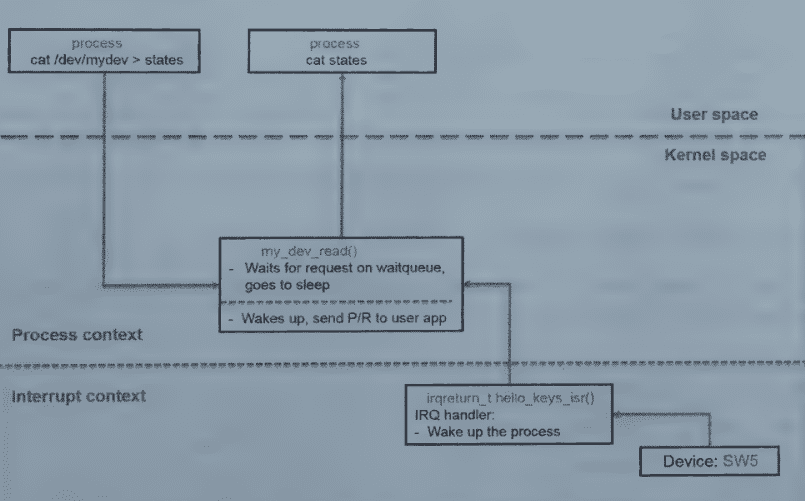 process
cat /dev/mydev > states
process
cat states
User space
Kernel space
my_dev_read()
- Waits for request on waitqueue,
goes to sleep
- Wakes up, send P/R to user app
Process context
Interrupt context
irqreturn_t hello_keys_isr()
IRQ handler:
- Wake up the process
Device: SW5